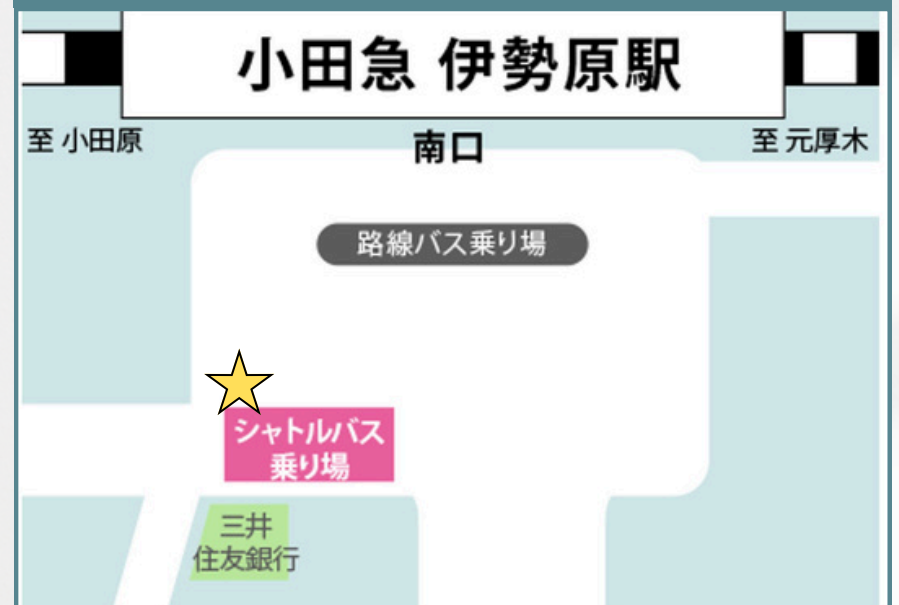 小田急 伊勢原駅
至 小田原
南口
至 元厚木
路線バス乗り場
シャトルバス
乗り場
三井
住友銀行